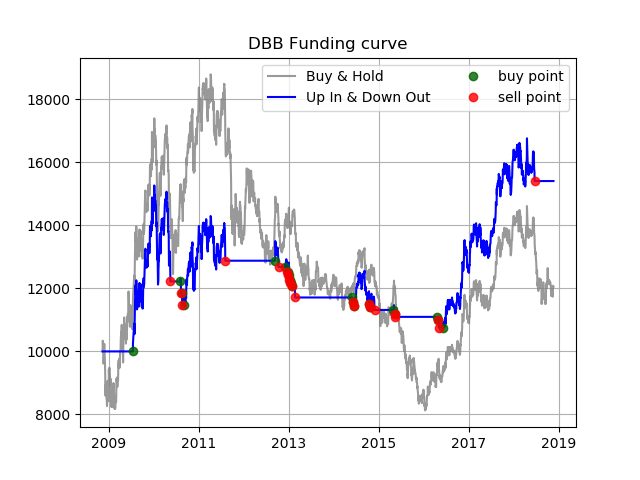 DBB Funding curve
Buy & Hold
Up In & Down Out
buy point
sell point
18000
16000
14000
12000
10000
8000
2009 2011 2013 2015 2017 2019